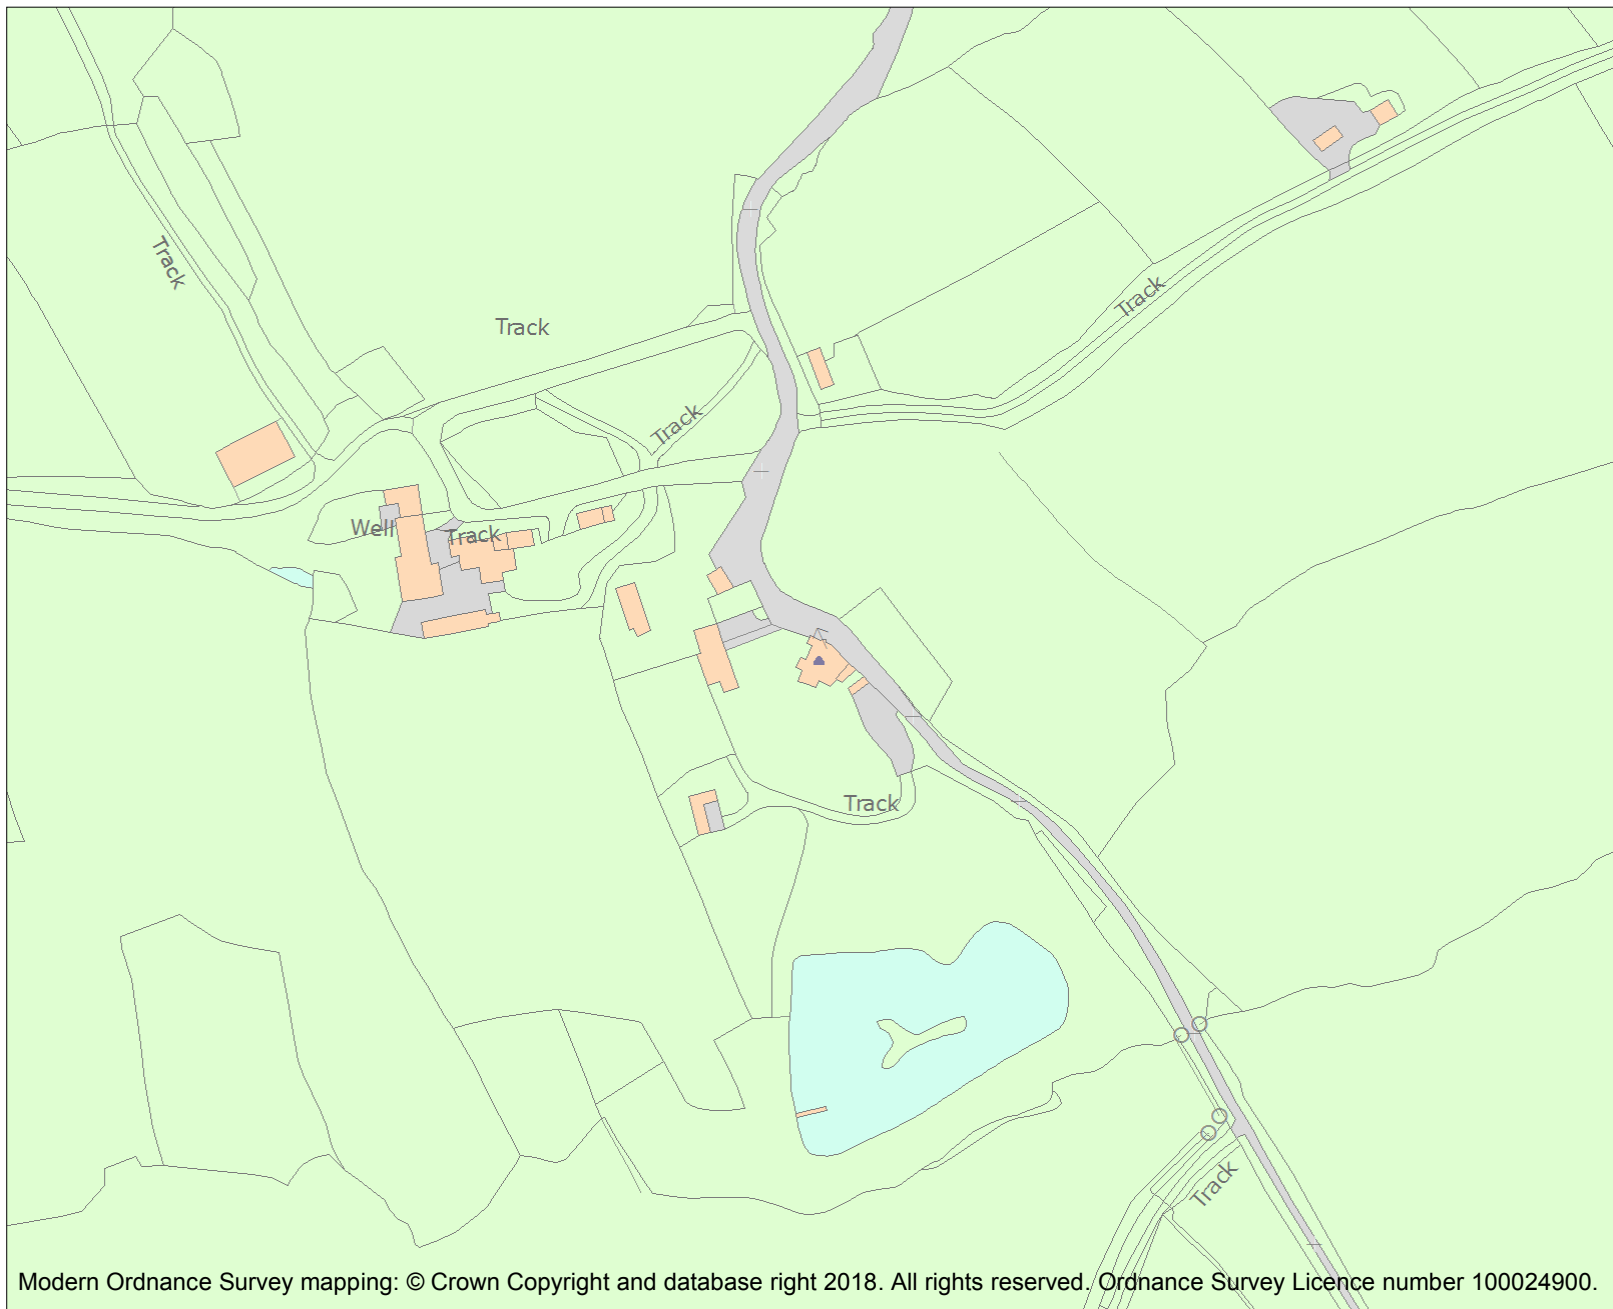 Track
Track
Track
Track
Well
Track
Track
Track
Modern Ordnance Survey mapping: © Crown Copyright and database right 2018. All rights reserved. Ordnance Survey Licence number 100024900.